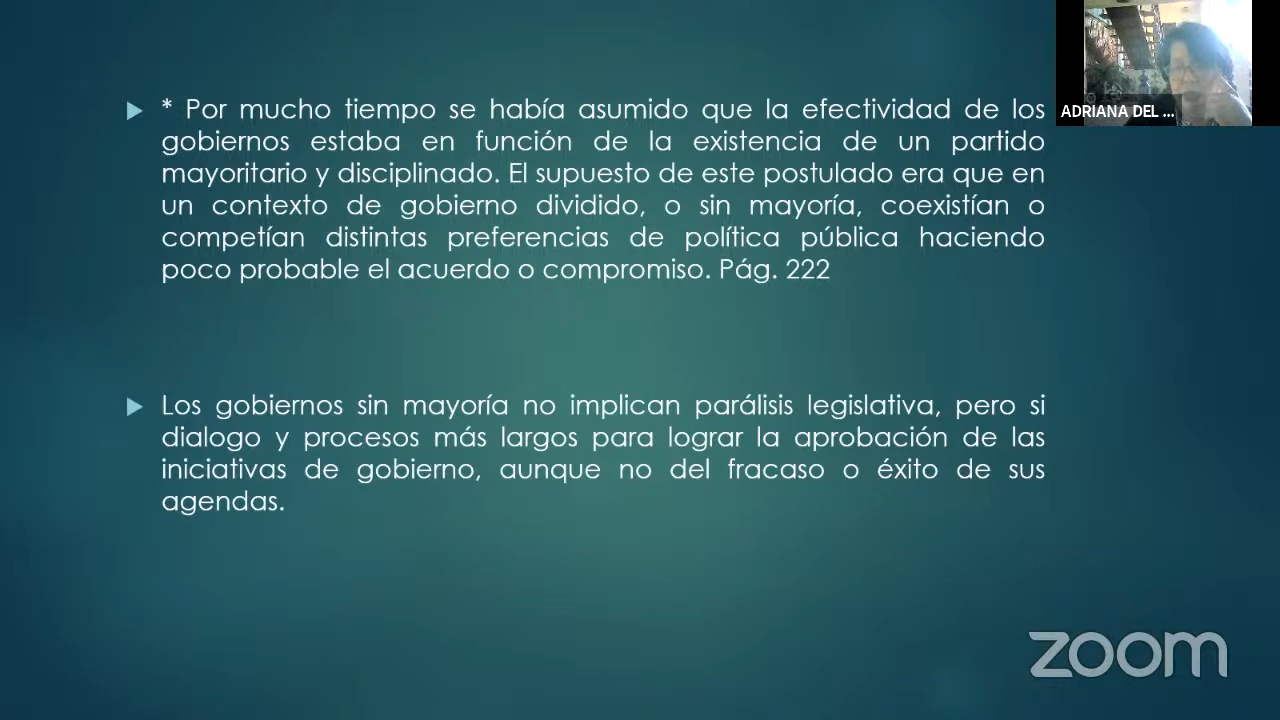 * Por mucho tiempo se había asumido que la efectividad de los
gobiernos estaba en función de la existencia de un partido
mayoritario y disciplinado. El supuesto de este postulado era que en
un contexto de gobierno dividido, o sin mayoría, coexistían o
competían distintas preferencias de política pública haciendo
poco probable el acuerdo o compromiso. Pág. 222
Los gobiernos sin mayoría no implican parálisis legislativa, pero si
dialogo y procesos más largos para lograr la aprobación de las
iniciativas de gobierno, aunque no del fracaso o éxito de sus
agendas.
ADRIANA DEL ...
zoom